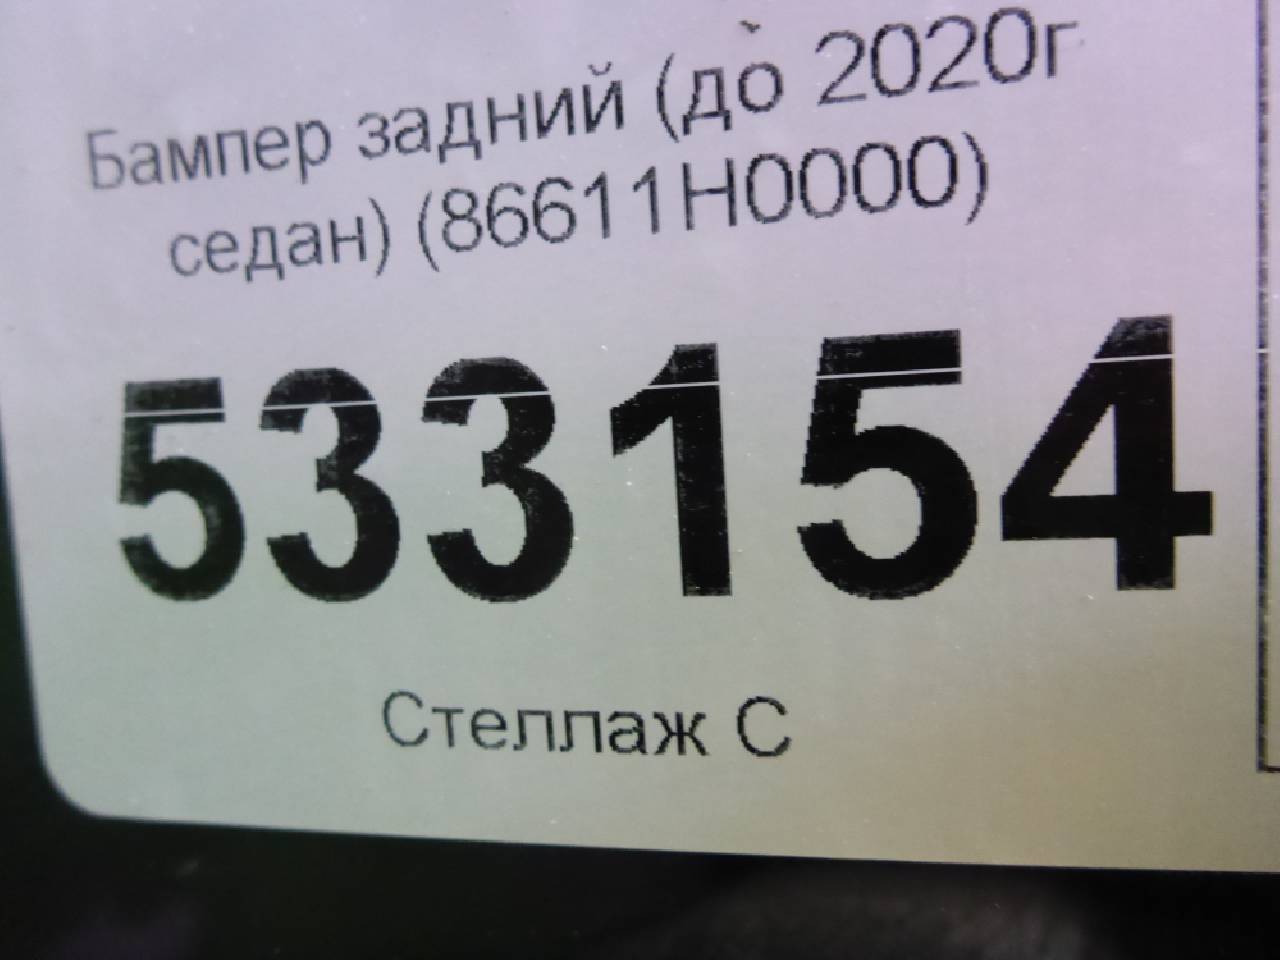 Бампер задний (до 2020г
седан) (86611H0000)
533154
Стеллаж С